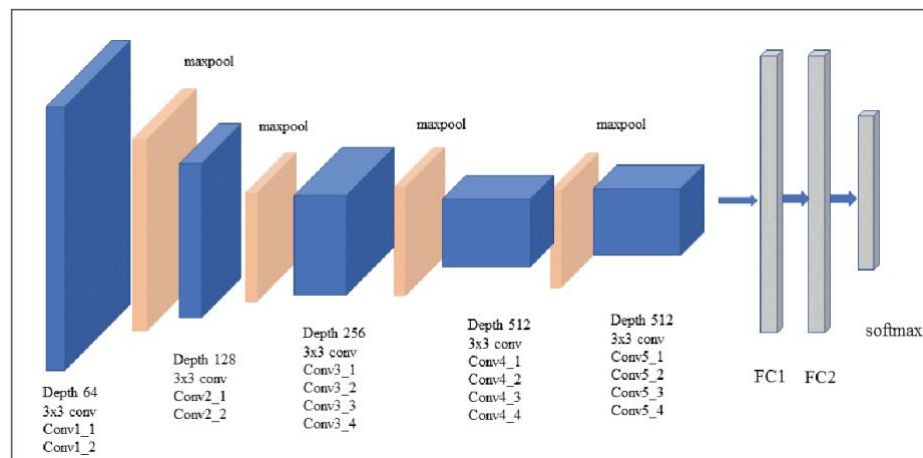 maxpool
maxpool
maxpool
maxpool
Depth 64
3x3 conv
Conv1_1
Conv1_2
Depth 128
3x3 conv
Conv2_1
Conv2_2
Depth 256
3x3 conv
Conv3_1
Conv3_2
Conv3_3
Conv3_4
Depth 512
3x3 conv
Conv4_1
Conv4_2
Conv4_3
Conv4_4
Depth 512
3x3 conv
Conv5_1
Conv5_2
Conv5_3
Conv5_4
FC1
FC2
softmax